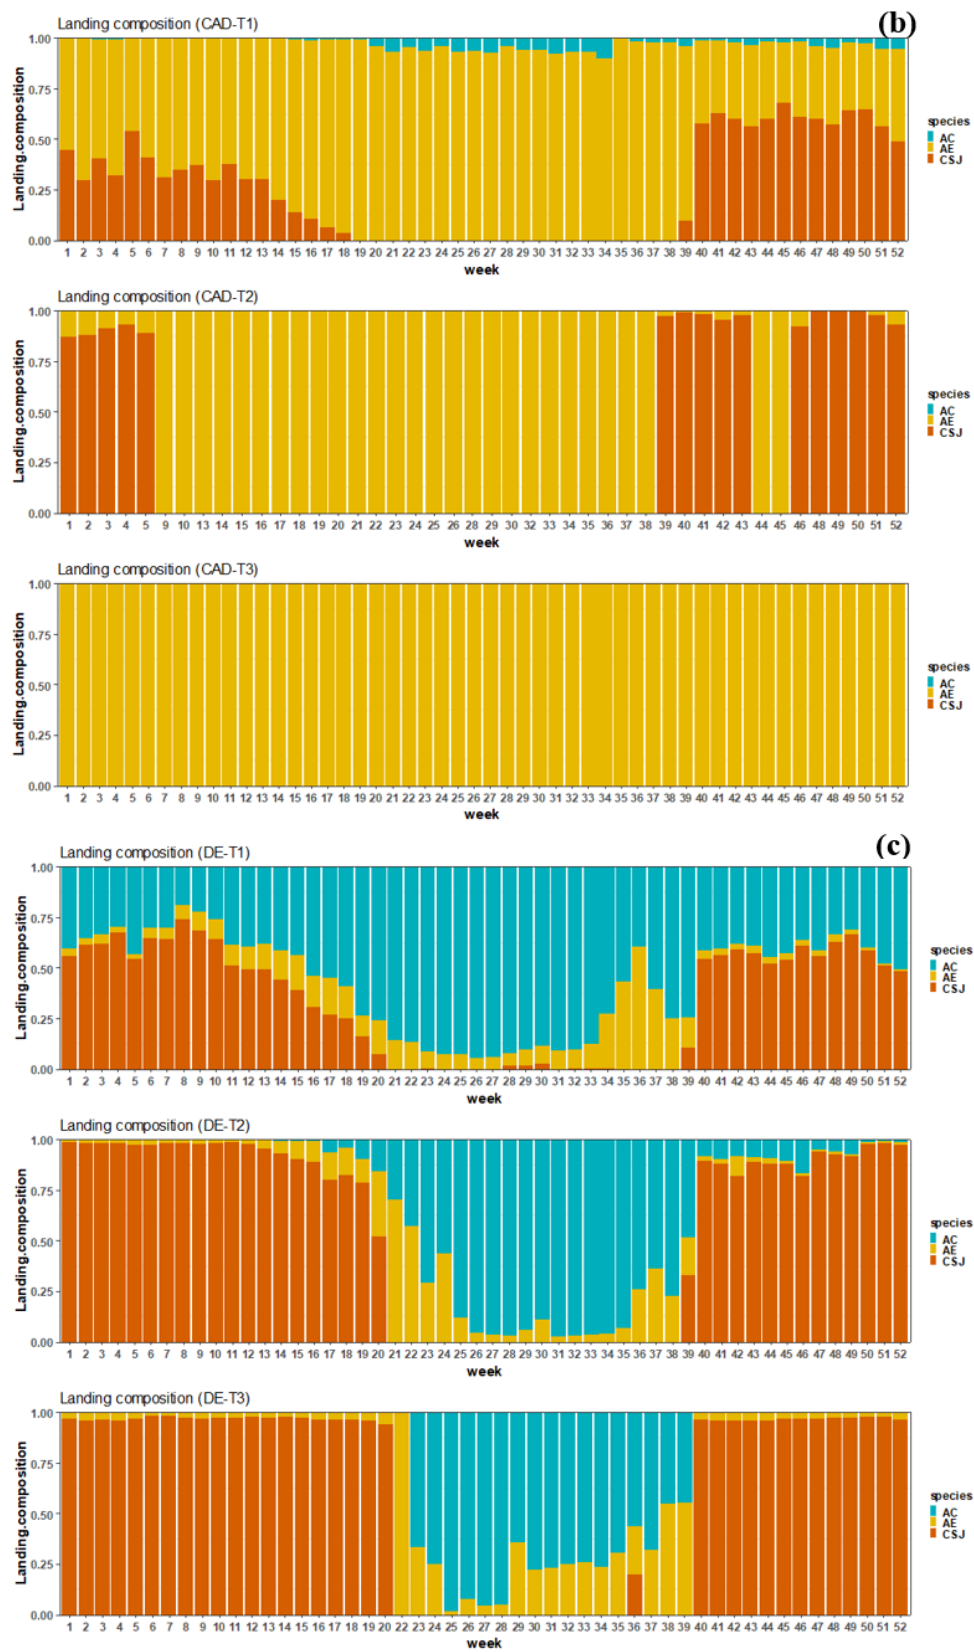 Landing composition (CAD-T1)
(b)
1.00
0.75
0.50
0.25
0.00
Landing.composition
1 2 3 4 5 6 7 8 9 10 11 12 13 14 15 16 17 18 19 20 21 22 23 24 25 26 27 28 29 30 31 32 33 34 35 36 37 38 39 40 41 42 43 44 45 46 47 48 49 50 51 52
week
species
AC
AE
CSJ
Landing composition (CAD-T2)
1.00
0.75
0.50
0.25
0.00
Landing.composition
1 2 3 4 5 9 10 13 14 15 16 17 18 19 20 21 22 23 24 25 26 28 29 30 32 33 34 35 36 37 38 39 40 41 42 43 44 45 46 48 49 50 51 52
week
species
AC
AE
CSJ
Landing composition (CAD-T3)
1.00
0.75
0.50
0.25
0.00
Landing.composition
1 2 3 4 5 6 7 8 9 10 11 12 13 14 15 16 17 18 19 20 21 22 23 24 25 26 27 28 29 30 31 32 33 34 36 37 38 39 40 41 42 43 44 45 46 47 48 49 50 51 52
week
species
AC
AE
CSJ
(c)
Landing composition (DE-T1)
1.00
0.75
0.50
0.25
0.00
Landing.composition
1 2 3 4 5 6 7 8 9 10 11 12 13 14 15 16 17 18 19 20 21 22 23 24 25 26 27 28 29 30 31 32 33 34 35 36 37 38 39 40 41 42 43 44 45 46 47 48 49 50 51 52
week
species
AC
AE
CSJ
Landing composition (DE-T2)
1.00
0.75
0.50
0.25
0.00
Landing.composition
1 2 3 4 5 6 7 8 9 10 11 12 13 14 15 16 17 18 19 20 21 22 23 24 25 26 27 28 29 30 31 32 33 34 35 36 37 38 39 40 41 42 43 44 45 46 47 48 49 50 51 52
week
species
AC
AE
CSJ
Landing composition (DE-T3)
1.00
0.75
0.50
0.25
0.00
Landing.composition
1 2 3 4 5 6 7 8 9 10 11 12 13 14 15 16 17 18 19 20 22 23 24 25 26 27 28 29 30 31 32 33 34 35 36 37 38 39 40 41 42 43 44 45 46 47 48 49 50 51 52
week
species
AC
AE
CSJ